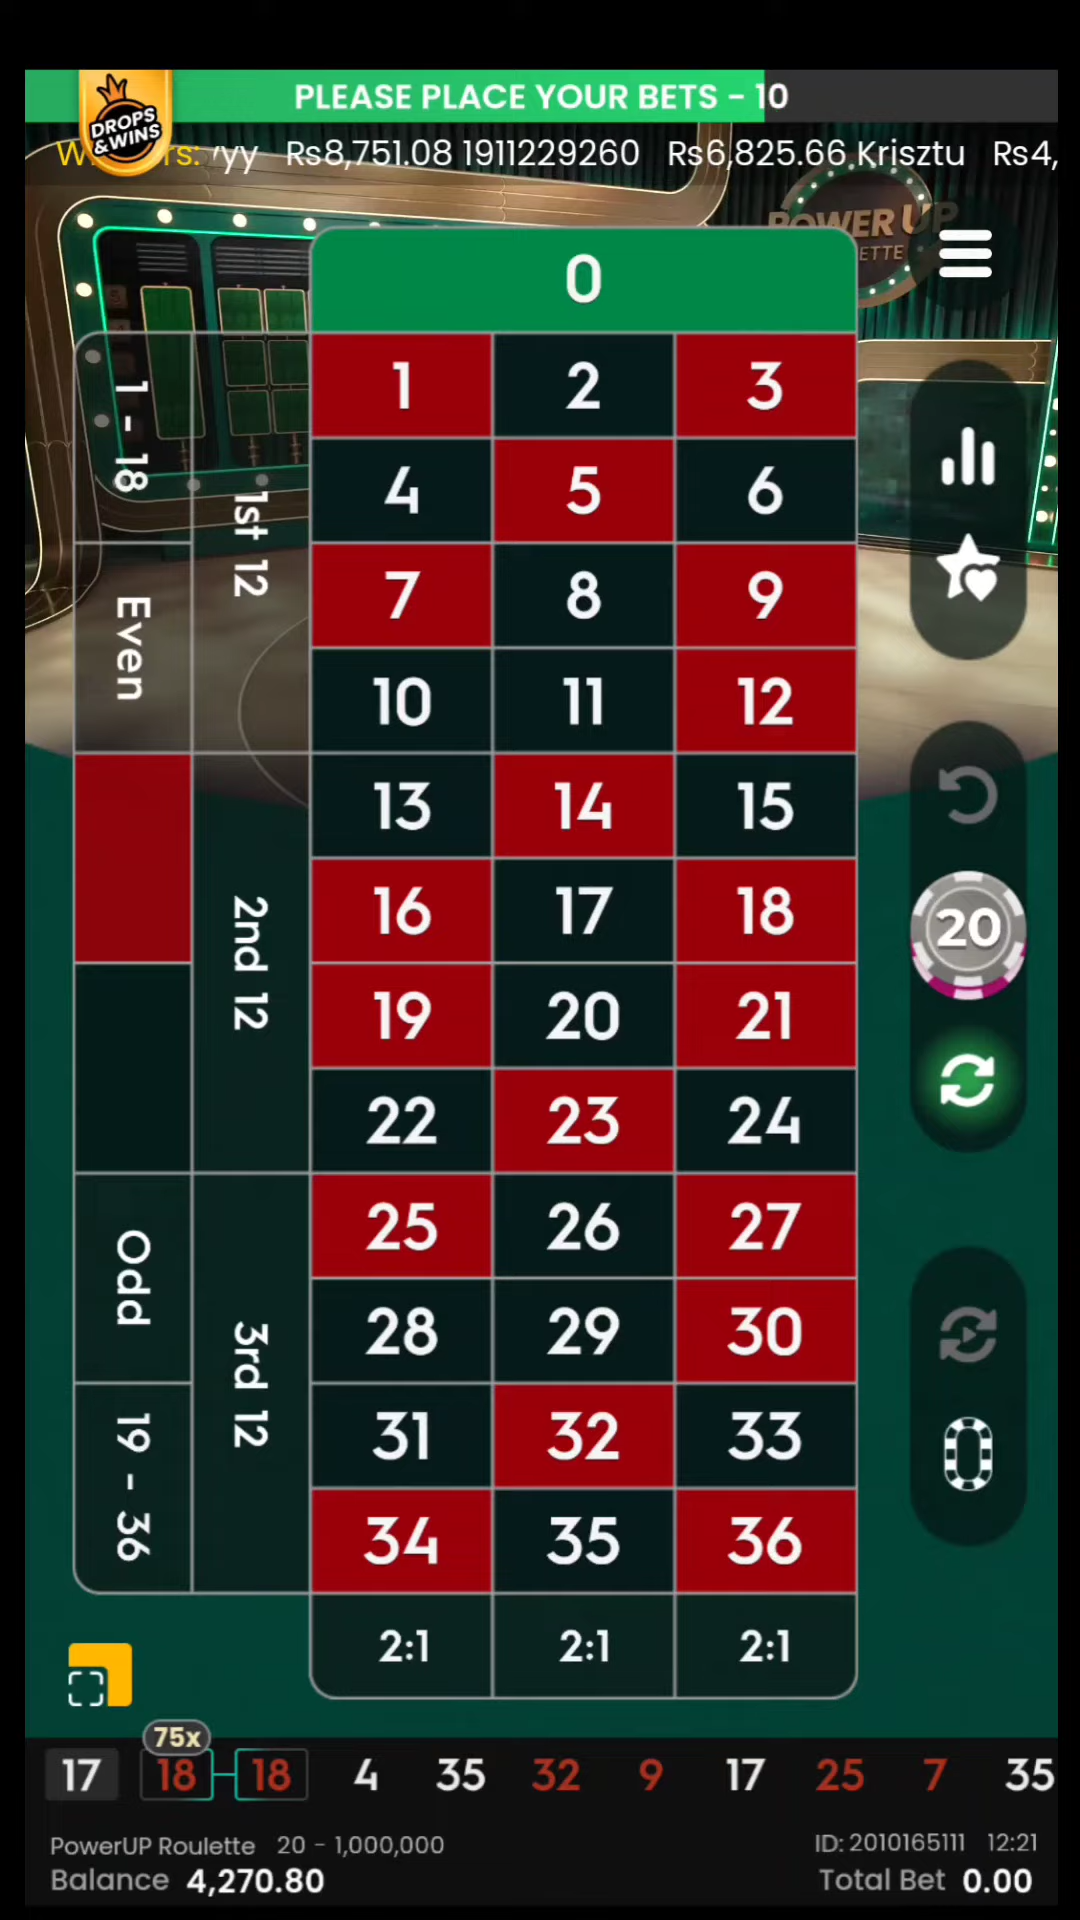 PLEASE PLACE YOUR BETS - 10
DROPS
&WINS
yy Rs8,751.08 1911229260 Rs6,825.66 Krisztu Rs4,
POWER UP
0
1 2 3
4 5 6
7 8 9
10 11 12
13 14 15
16 17 18
19 20 21
22 23 24
25 26 27
28 29 30
31 32 33
34 35 36
2:1 2:1 2:1
1 - 18
Even
Odd
19 - 36
1st 12
2nd 12
3rd 12
20
75x
17 18 18 4 35 32 9 17 25 7 35
PowerUP Roulette 20 - 1,000,000
ID: 2010165111 12:21
Balance 4,270.80
Total Bet 0.00